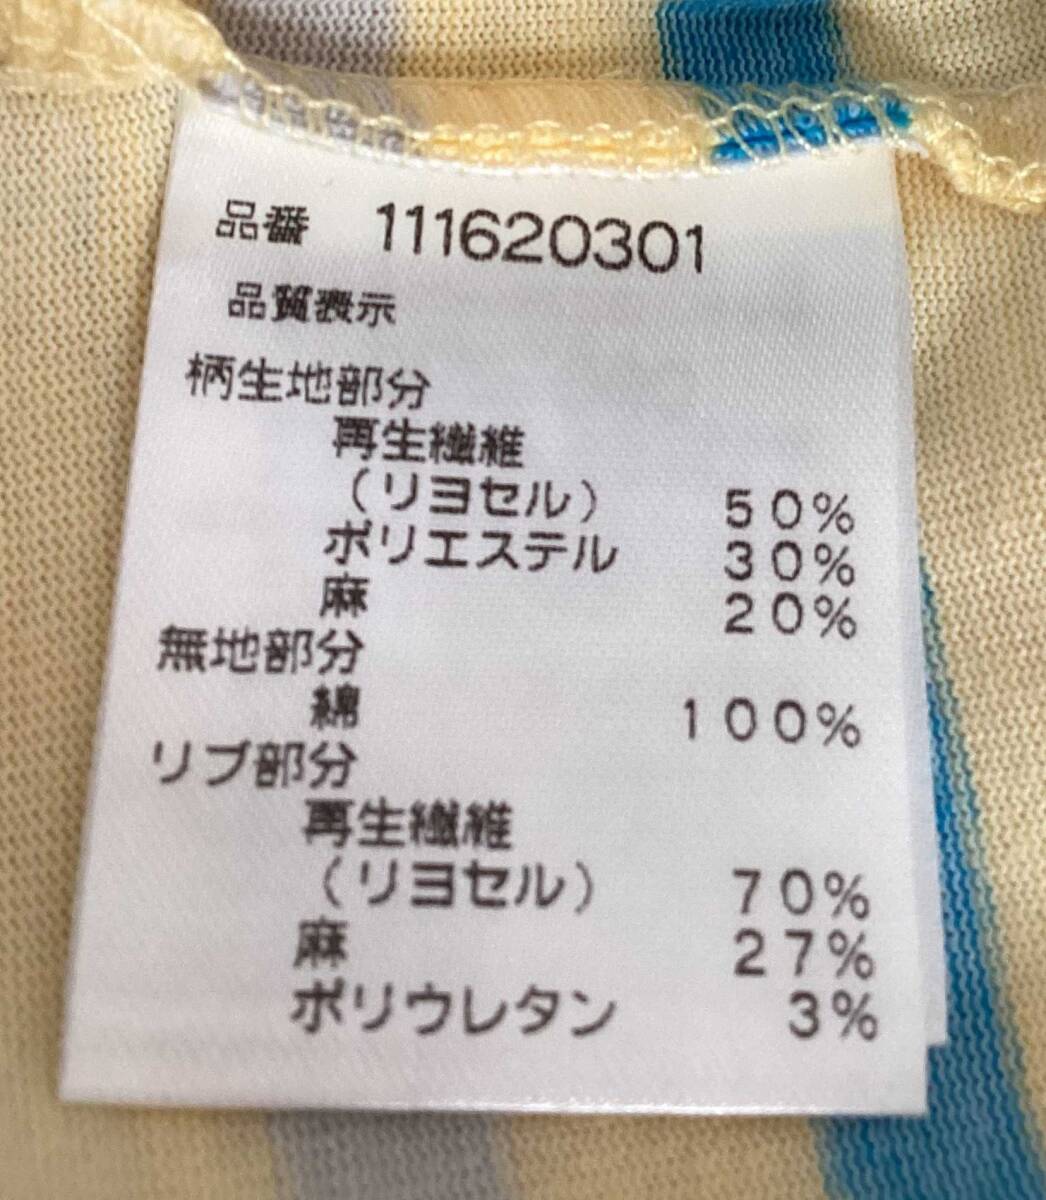 品番 111620301
品質表示
柄生地部分
再生繊維
（リヨセル） 50%
ポリエステル 30%
麻 20%
無地部分
綿 100%
リブ部分
再生繊維
（リヨセル） 70%
麻 27%
ポリウレタン 3%